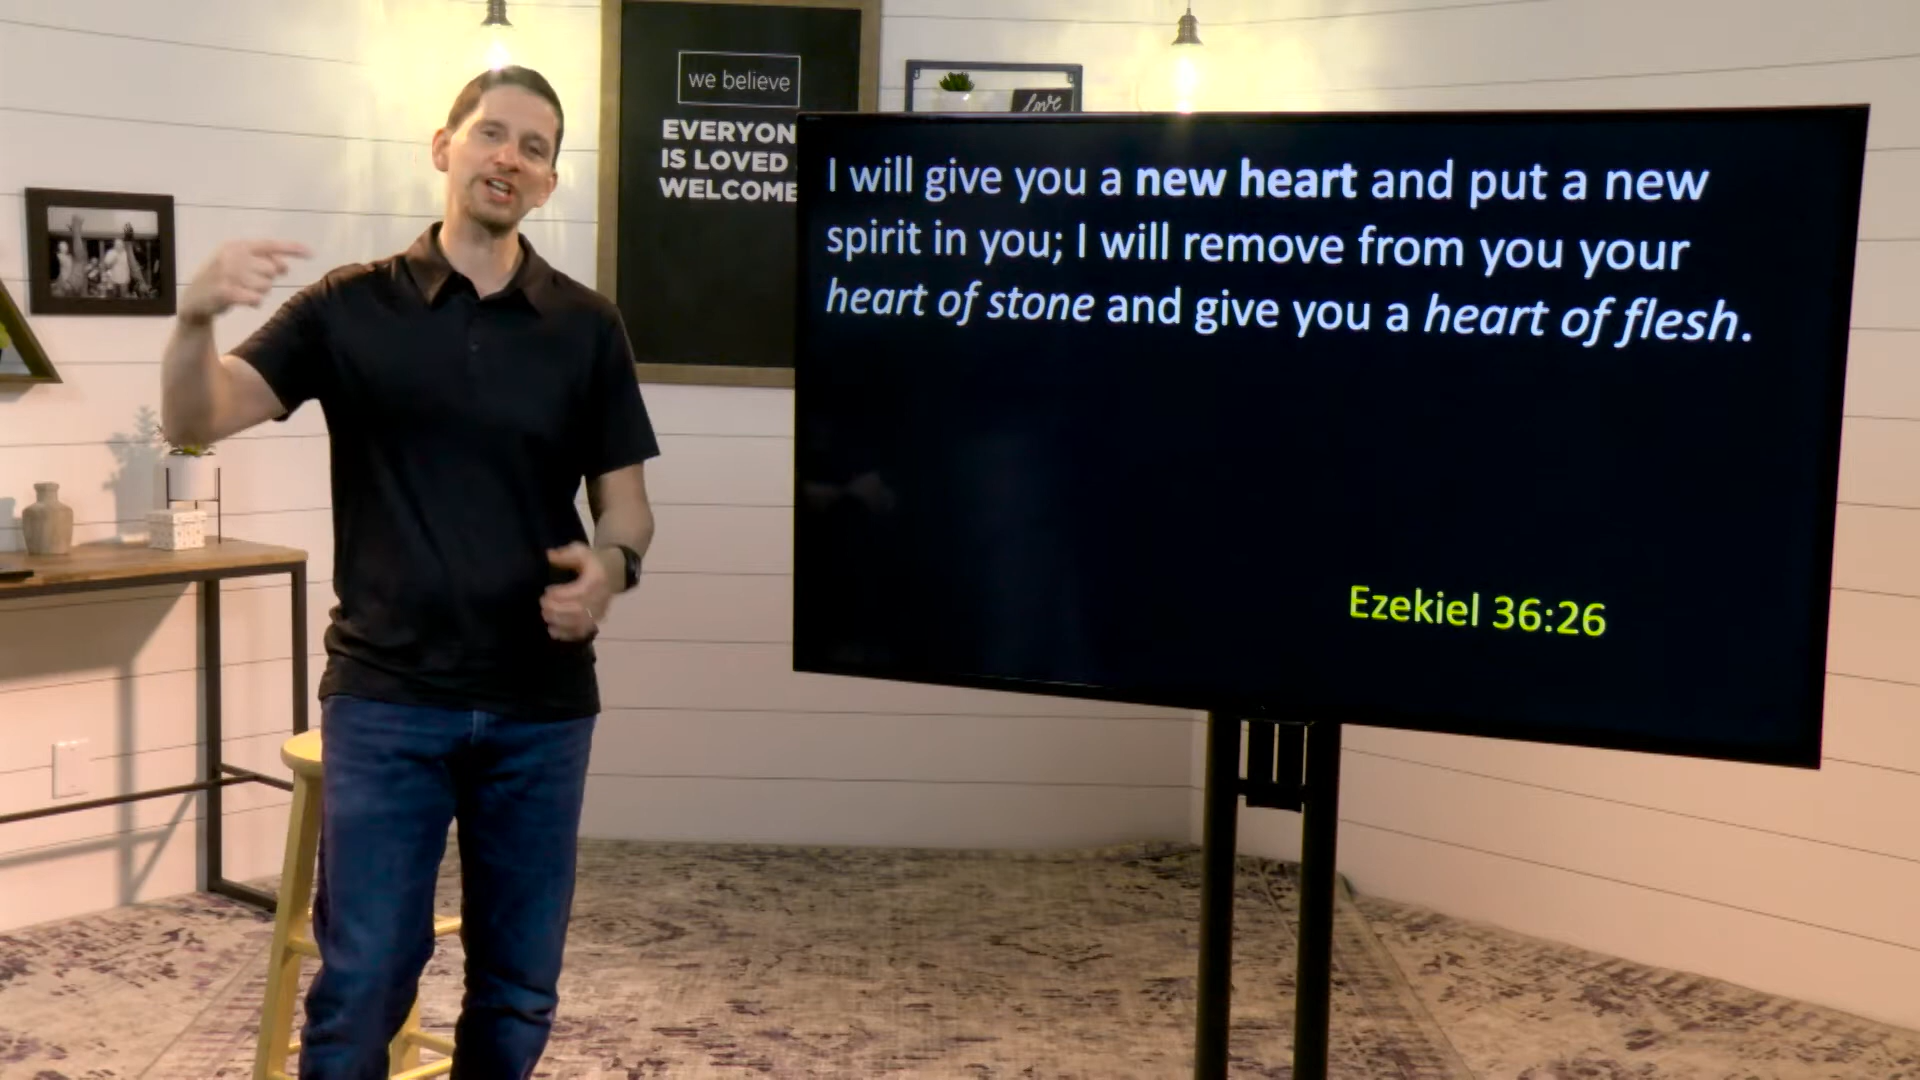 we believe
EVERYON
IS LOVED
WELCOME
love
I will give you a new heart and put a new
spirit in you; I will remove from you your
heart of stone and give you a heart of flesh.
Ezekiel 36:26